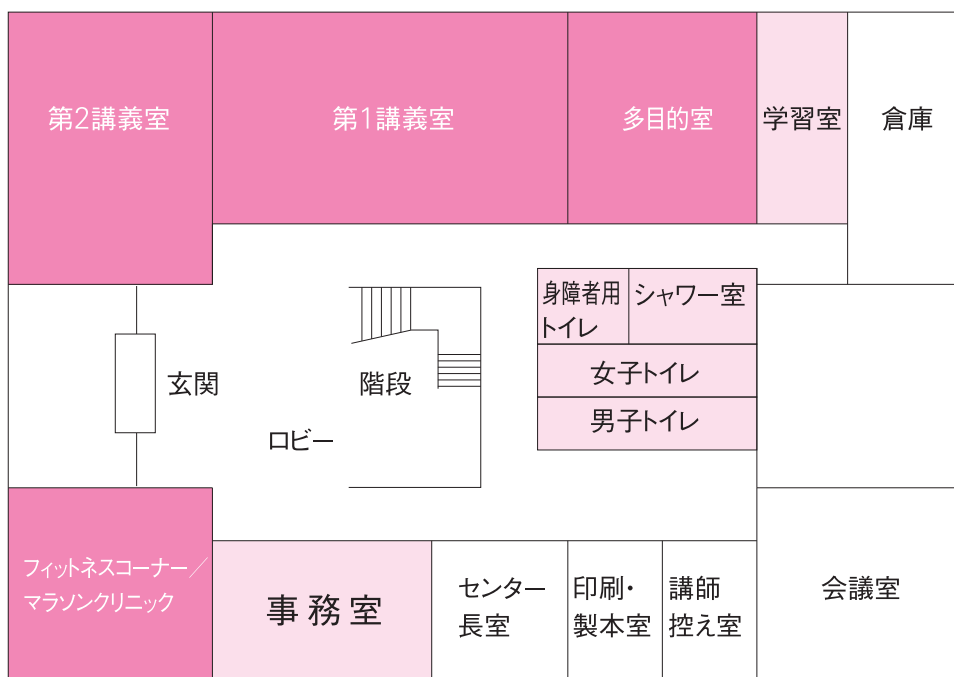 第2講義室
第1講義室
多目的室
学習室
倉庫
身障者用
トイレ
シャワー室
女子トイレ
男子トイレ
玄関
階段
ロビー
フィットネスコーナー／
マラソンクリニック
事務室
センター
長室
印刷・
製本室
講師
控え室
会議室